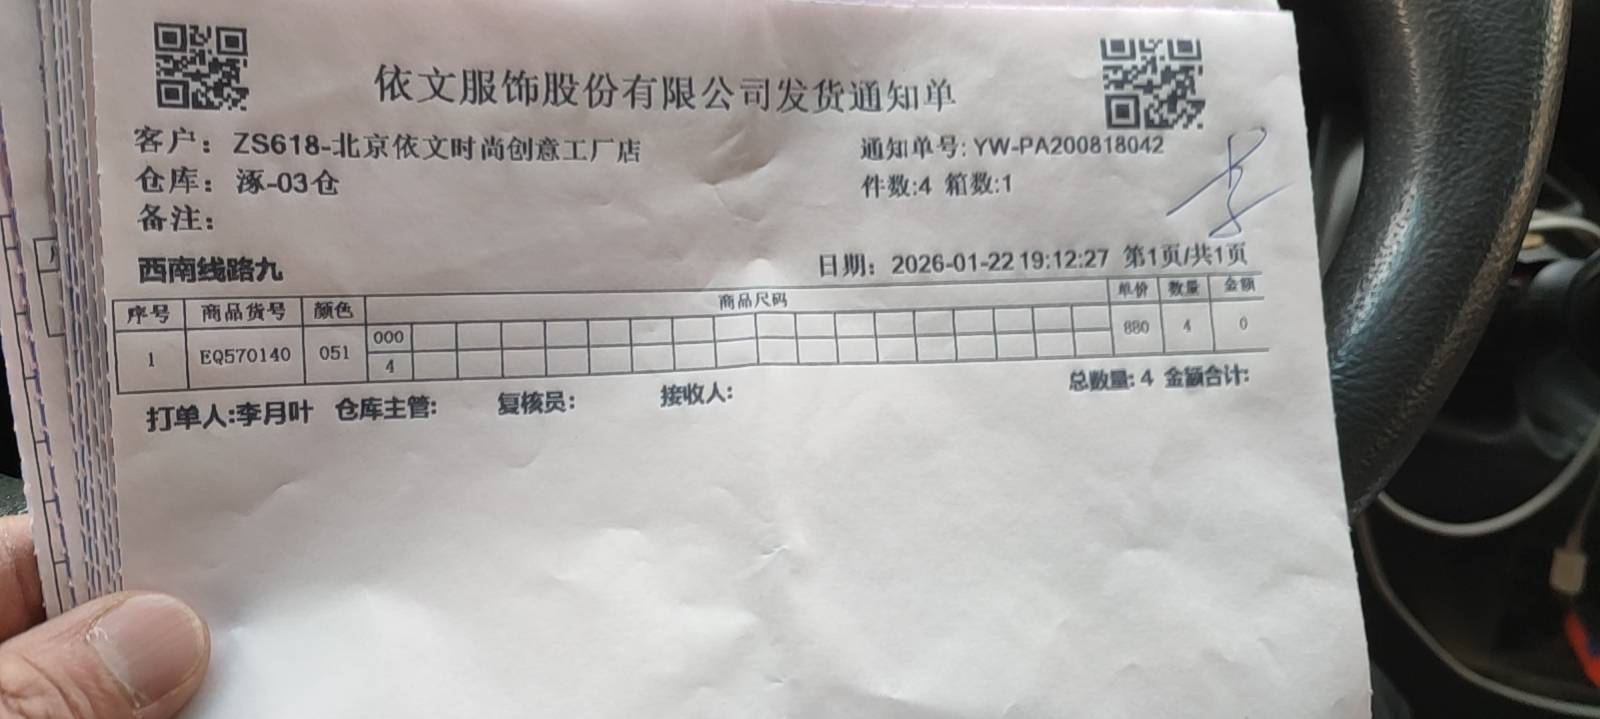 依文服饰股份有限公司发货通知单
客户：ZS618-北京依文时尚创意工厂店 通知单号: YW-PA200818042
仓库：涿-03仓 件数:4 箱数:1
备注：
西南线路九 日期：2026-01-22 19:12:27 第1页/共1页
序号 商品货号 颜色 商品尺码 单价 数量 金额
1 EQ570140 051 000 880 4 0
4
总数量: 4 金额合计:
打单人:李月叶 仓库主管: 复核员: 接收人: